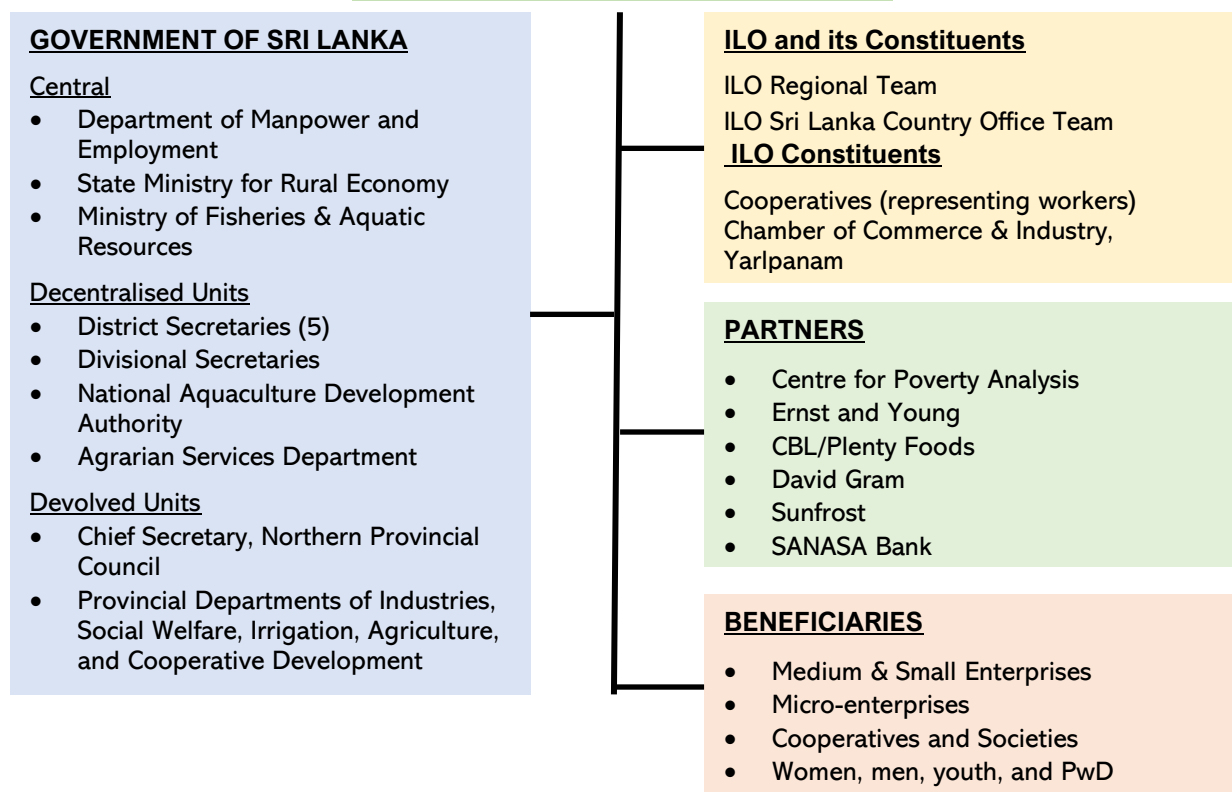 GOVERNMENT OF SRI LANKA
Central
• Department of Manpower and
Employment
• State Ministry for Rural Economy
• Ministry of Fisheries & Aquatic
Resources
Decentralised Units
• District Secretaries (5)
• Divisional Secretaries
• National Aquaculture Development
Authority
• Agrarian Services Department
Devolved Units
• Chief Secretary, Northern Provincial
Council
• Provincial Departments of Industries,
Social Welfare, Irrigation, Agriculture,
and Cooperative Development
ILO and its Constituents
ILO Regional Team
ILO Sri Lanka Country Office Team
ILO Constituents
Cooperatives (representing workers)
Chamber of Commerce & Industry,
Yarlpanam
PARTNERS
• Centre for Poverty Analysis
• Ernst and Young
• CBL/Plenty Foods
• David Gram
• Sunfrost
• SANASA Bank
BENEFICIARIES
• Medium & Small Enterprises
• Micro-enterprises
• Cooperatives and Societies
• Women, men, youth, and PwD